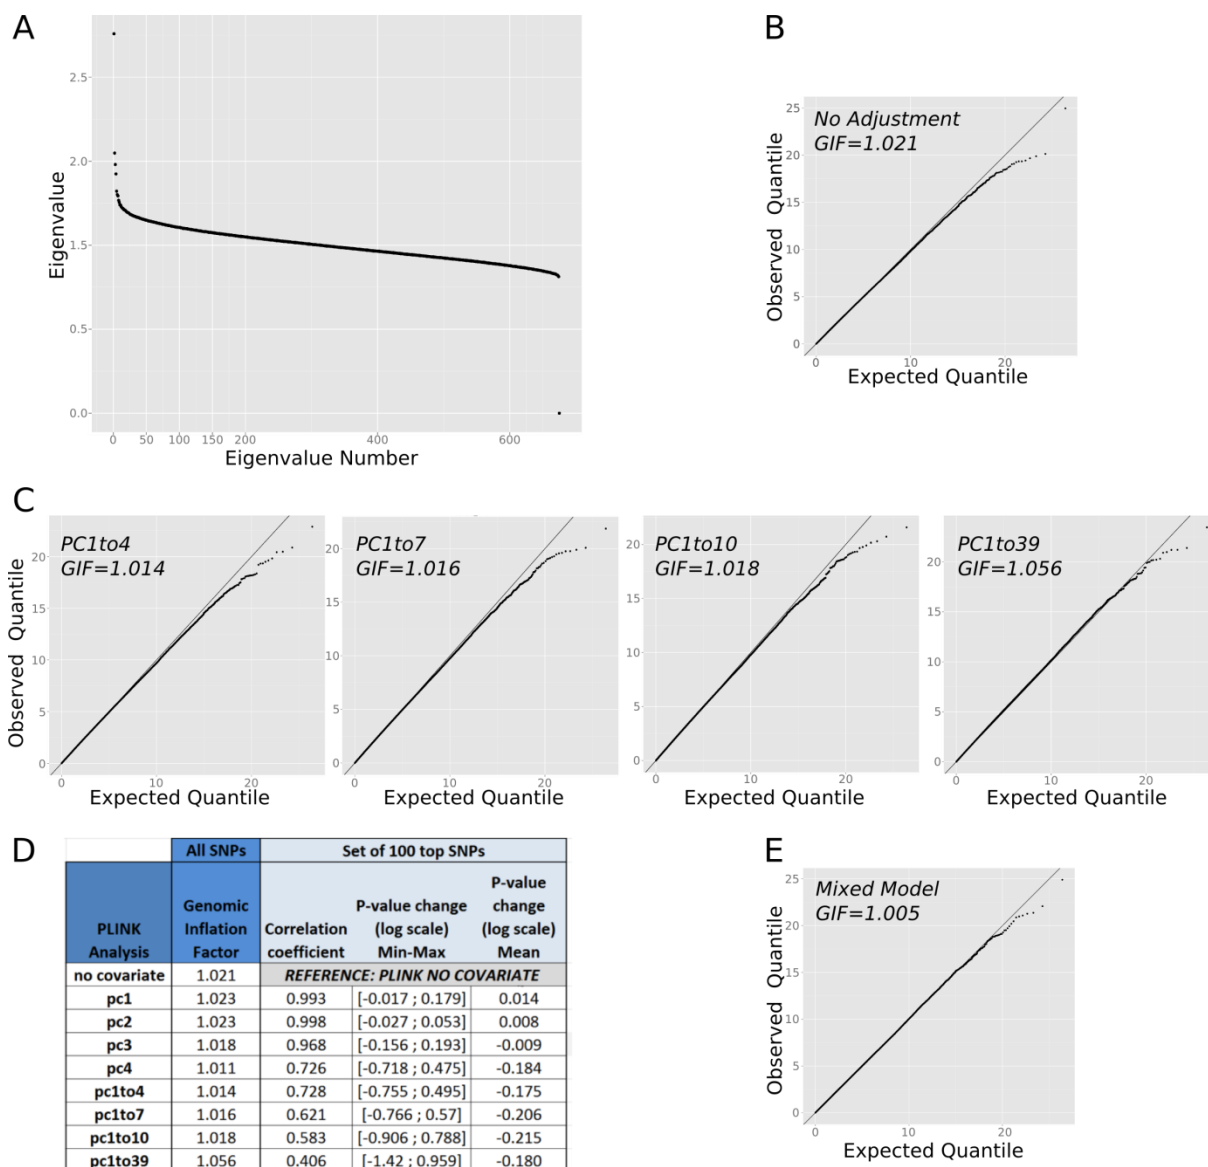 A
2.5
2.0
1.5
0.5
0.0
Eigenvalue
0 50 100 150 200 400 600
Eigenvalue Number
B
No Adjustment
GIF=1.021
25
20
15
10
5
0
Observed Quantile
0 10 20
Expected Quantile
C
PC1to4
GIF=1.014
20
15
10
5
0
Observed Quantile
0 10 20
Expected Quantile
PC1to7
GIF=1.016
20
15
10
5
0
0 10 20
Expected Quantile
PC1to10
GIF=1.018
20
15
10
5
0
0 10 20
Expected Quantile
PC1to39
GIF=1.056
20
15
10
5
0
0 10 20
Expected Quantile
D
All SNPs Set of 100 top SNPs
PLINK Analysis Genomic Inflation Factor Correlation coefficient P-value change (log scale) Min-Max P-value change (log scale) Mean
no covariate 1.021 REFERENCE: PLINK NO COVARIATE
pc1 1.023 0.993 [-0.017 ; 0.179] 0.014
pc2 1.023 0.998 [-0.027 ; 0.053] 0.008
pc3 1.018 0.968 [-0.156 ; 0.193] -0.009
pc4 1.011 0.726 [-0.718 ; 0.475] -0.184
pc1to4 1.014 0.728 [-0.755 ; 0.495] -0.175
pc1to7 1.016 0.621 [-0.766 ; 0.57] -0.206
pc1to10 1.018 0.583 [-0.906 ; 0.788] -0.215
pc1to39 1.056 0.406 [-1.42 ; 0.959] -0.180
E
Mixed Model
GIF=1.005
25
20
15
10
5
0
Observed Quantile
0 10 20
Expected Quantile